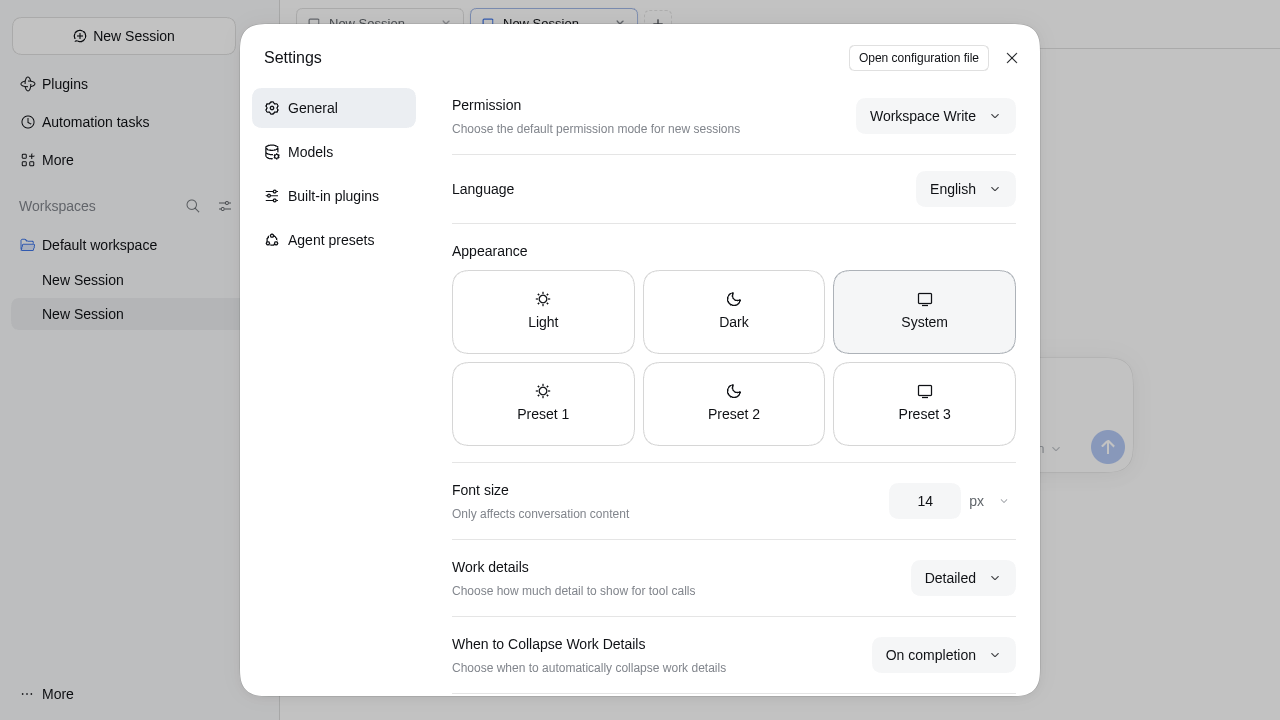 New Session
Plugins
Automation tasks
More
Workspaces
Default workspace
New Session
New Session
More
New Session
New Session
Settings
Open configuration file
General
Models
Built-in plugins
Agent presets
Permission
Choose the default permission mode for new sessions
Workspace Write
Language
English
Appearance
Light
Dark
System
Preset 1
Preset 2
Preset 3
Font size
Only affects conversation content
14
px
Work details
Choose how much detail to show for tool calls
Detailed
When to Collapse Work Details
Choose when to automatically collapse work details
On completion